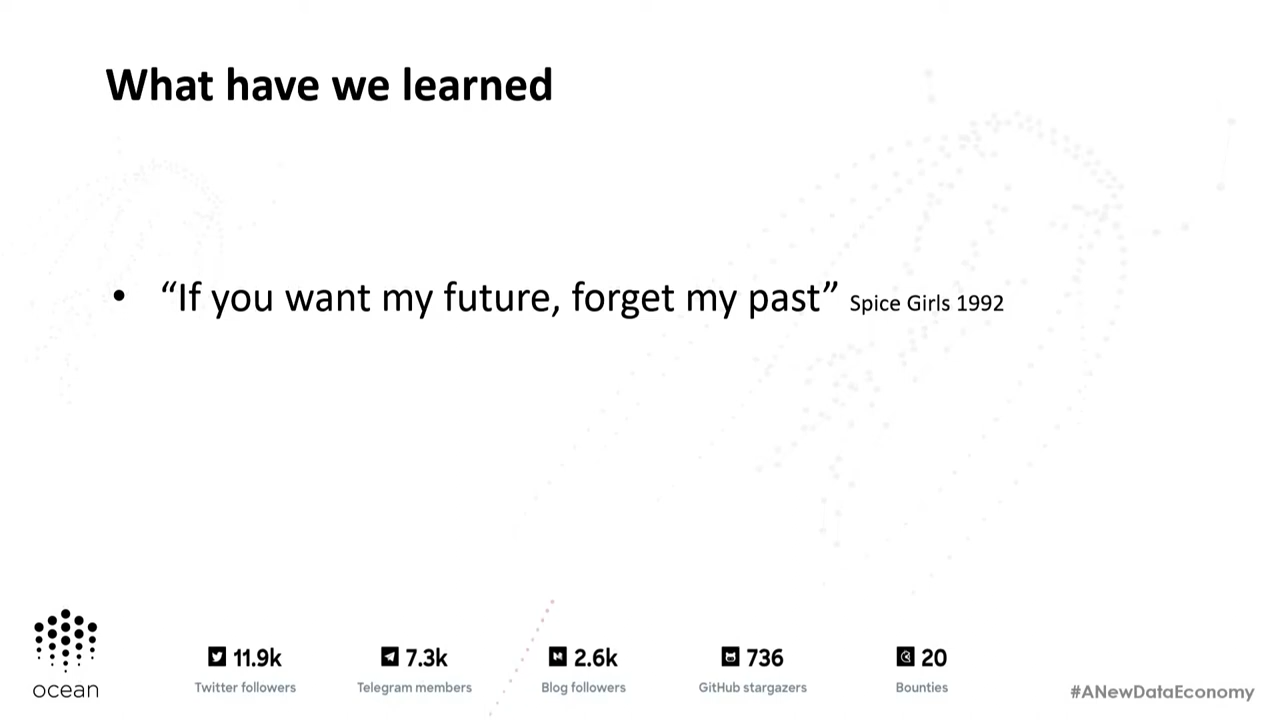 What have we learned
• “If you want my future, forget my past” Spice Girls 1992
11.9k
7.3k
2.6k
736
20
Twitter followers
Telegram members
Blog followers
GitHub stargazers
Bounties
ocean
#ANewDataEconomy